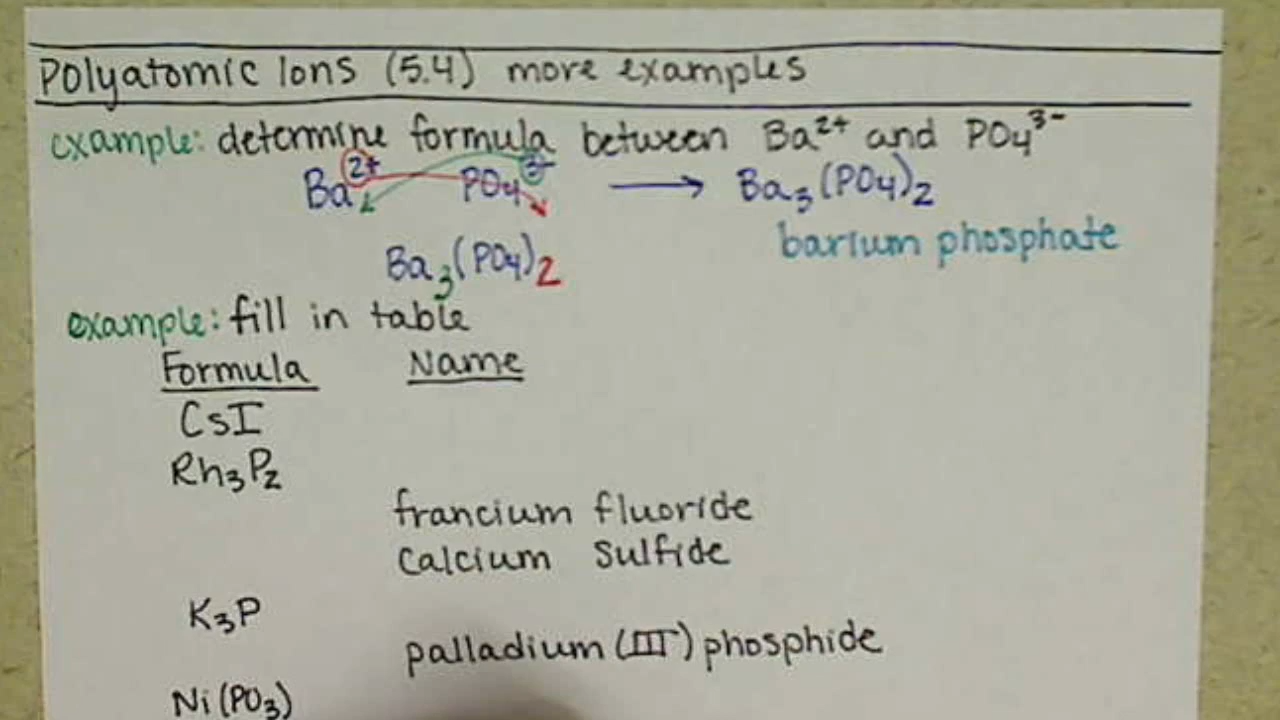 Polyatomic Ions (5.4) more examples
example: determine formula between Ba²⁺ and PO₄³⁻
Ba²⁺ PO₄³⁻ → Ba₃(PO₄)₂
barium phosphate
Ba₃(PO₄)₂
example: fill in table
Formula Name
CsI
Rh₃P₂
francium fluoride
Calcium Sulfide
K₃P
palladium (III) phosphide
Ni(PO₃)